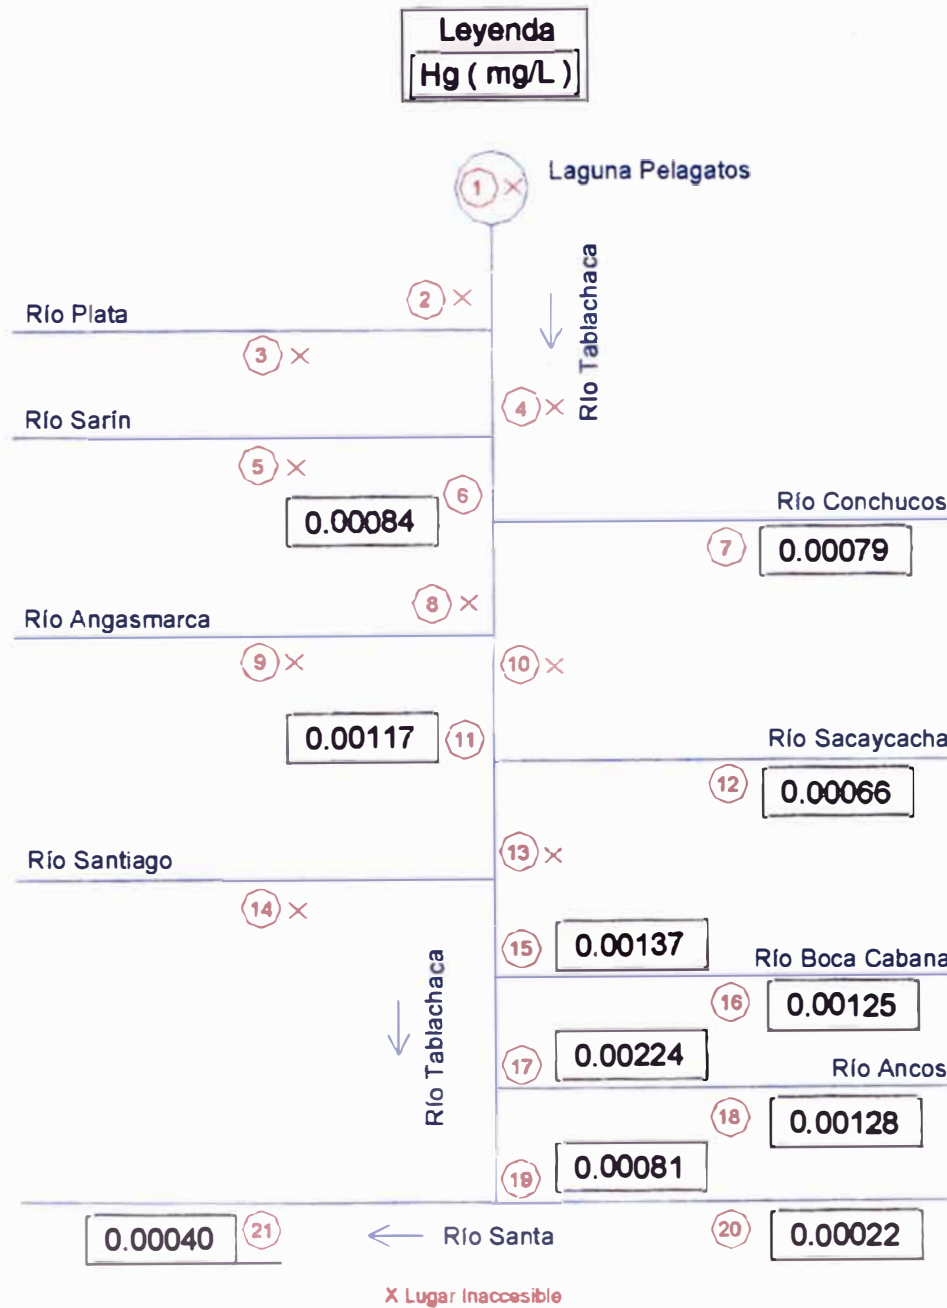 Leyenda
Hg ( mg/L )
1 X Laguna Pelagatos
2 X
Río Plata
Río Tablachaca
3 X
4 X
Río Sarín
5 X
6
0.00084
Río Conchucos
7 0.00079
8 X
Río Angasmarca
9 X
10 X
0.00117 11
Río Sacaycacha
12 0.00066
13 X
Río Santiago
14 X
15 0.00137
Río Boca Cabana
16 0.00125
Río Tablachaca
17 0.00224
Río Ancos
18 0.00128
19 0.00081
0.00040 21
Río Santa
20 0.00022
X Lugar Inaccesible